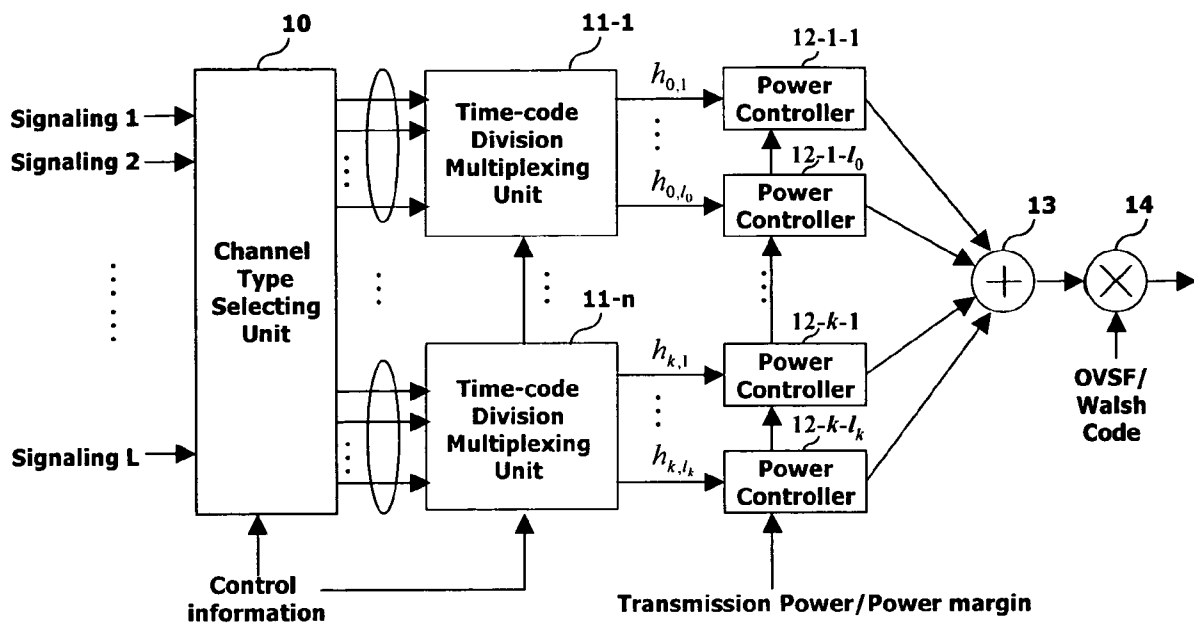 10
11-1
12-1-1
Signaling 1
Signaling 2
Signaling L
Channel
Type
Selecting
Unit
Time-code
Division
Multiplexing
Unit
h0,1
h0,l0
Power
Controller
12-1-l0
Power
Controller
13
14
11-n
Time-code
Division
Multiplexing
Unit
hk,1
hk,lk
12-k-1
Power
Controller
12-k-lk
Power
Controller
OVSF/
Walsh
Code
Control
information
Transmission Power/Power margin